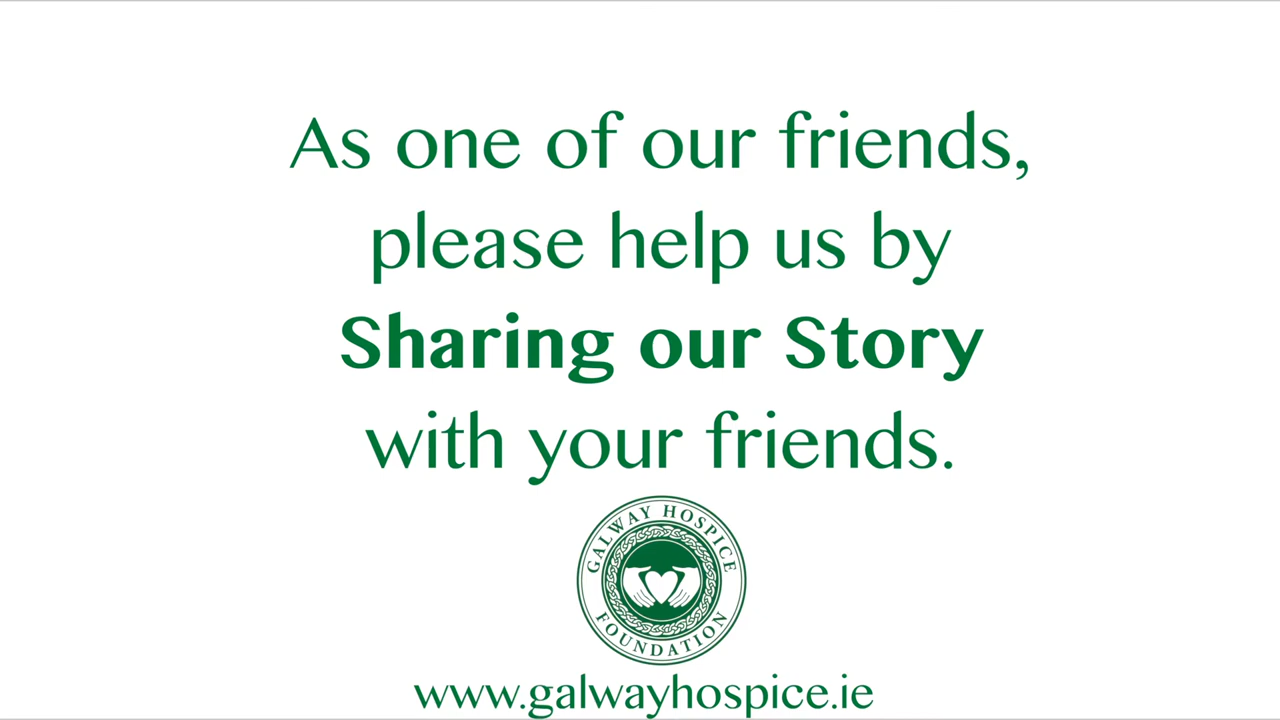 As one of our friends,
please help us by
Sharing our Story
with your friends.
GALWAY HOSPICE
FOUNDATION
www.galwayhospice.ie